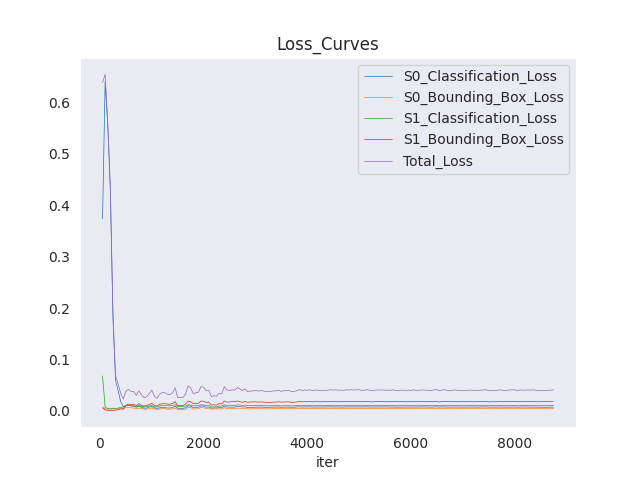 Loss_Curves
S0_Classification_Loss
S0_Bounding_Box_Loss
S1_Classification_Loss
S1_Bounding_Box_Loss
Total_Loss
0.6
0.5
0.4
0.3
0.2
0.1
0.0
0 2000 4000 6000 8000
iter